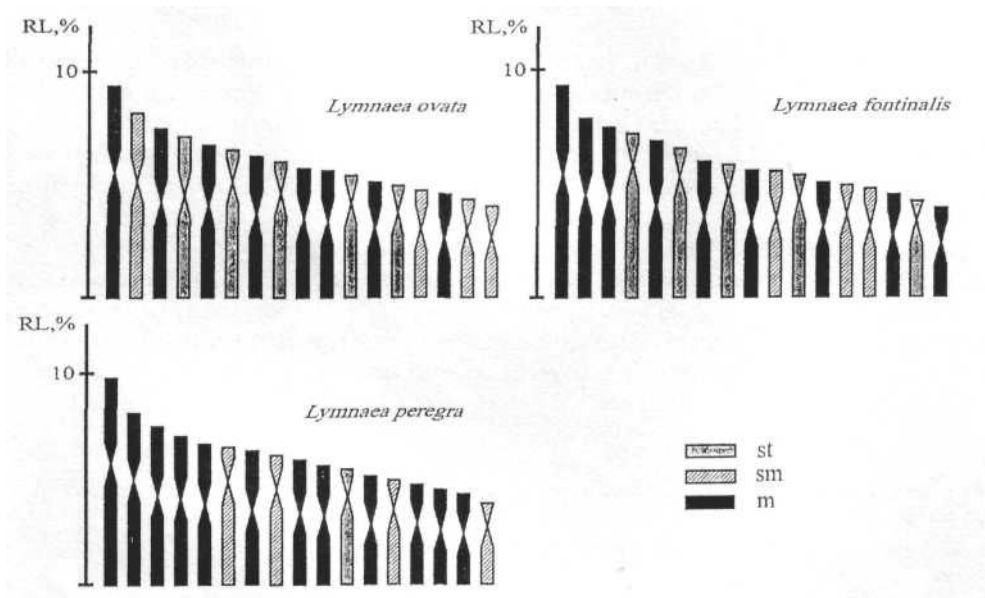 RL,%
10
Lymnaea ovata
RL,%
10
Lymnaea fontinalis
RL,%
10
Lymnaea peregra
st
sm
m